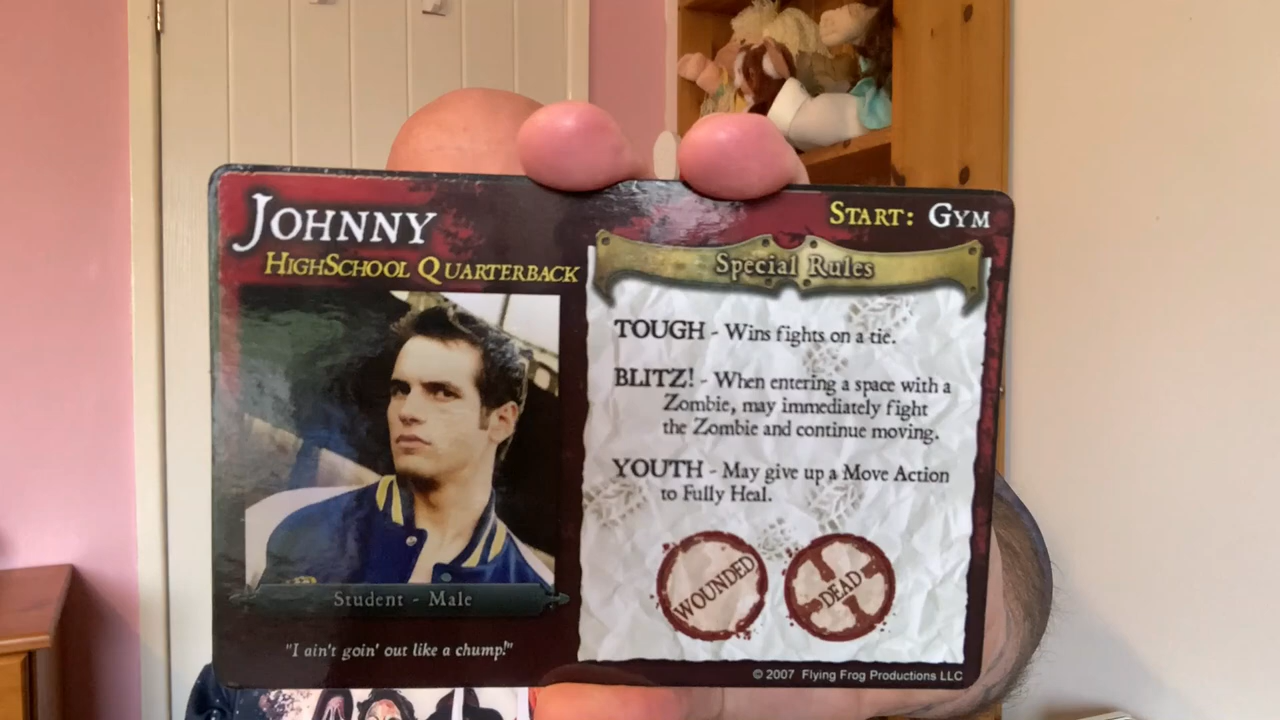 JOHNNY
HIGHSCHOOL QUARTERBACK
START: GYM
Special Rules
TOUGH - Wins fights on a tie.
BLITZ! - When entering a space with a
Zombie, may immediately fight
the Zombie and continue moving.
YOUTH - May give up a Move Action
to Fully Heal.
WOUNDED
DEAD
Student - Male
"I ain't goin' out like a chump!"
© 2007 Flying Frog Productions LLC